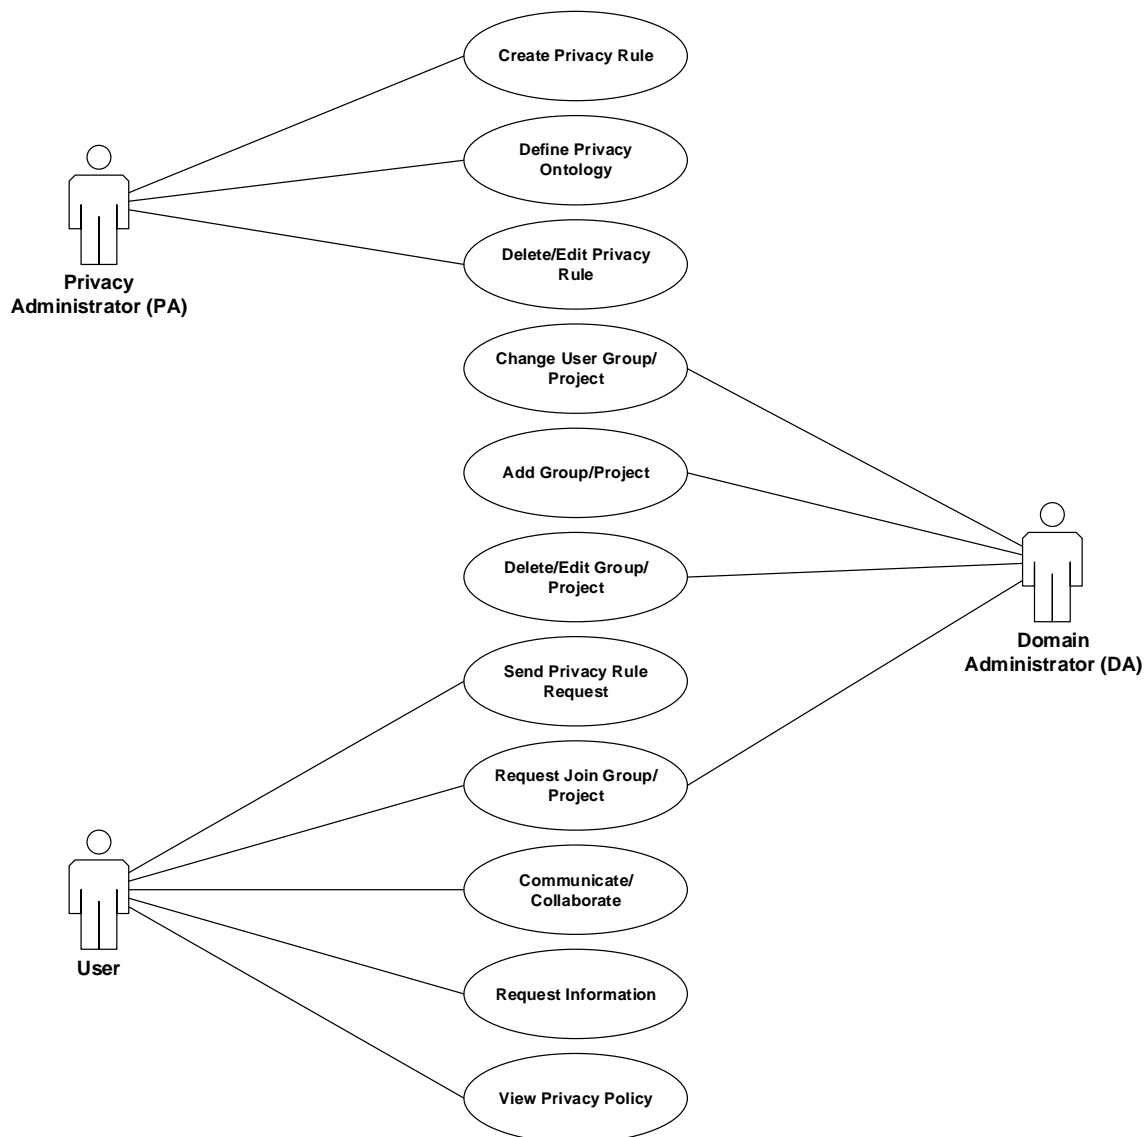 Create Privacy Rule
Define Privacy
Ontology
Delete/Edit Privacy
Rule
Privacy
Administrator (PA)
Change User Group/
Project
Add Group/Project
Delete/Edit Group/
Project
Domain
Administrator (DA)
Send Privacy Rule
Request
Request Join Group/
Project
Communicate/
Collaborate
User
Request Information
View Privacy Policy